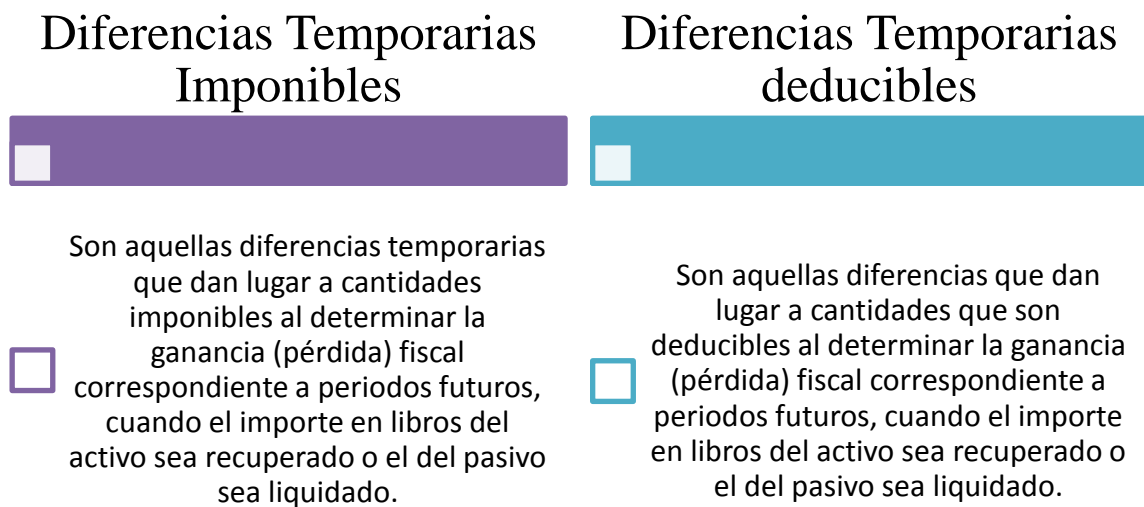 Diferencias Temporarias
Imponibles
Son aquellas diferencias temporarias
que dan lugar a cantidades
imponibles al determinar la
ganancia (pérdida) fiscal
correspondiente a periodos futuros,
cuando el importe en libros del
activo sea recuperado o el del pasivo
sea liquidado.
Diferencias Temporarias
deducibles
Son aquellas diferencias que dan
lugar a cantidades que son
deducibles al determinar la ganancia
(pérdida) fiscal correspondiente a
periodos futuros, cuando el importe
en libros del activo sea recuperado o
el del pasivo sea liquidado.